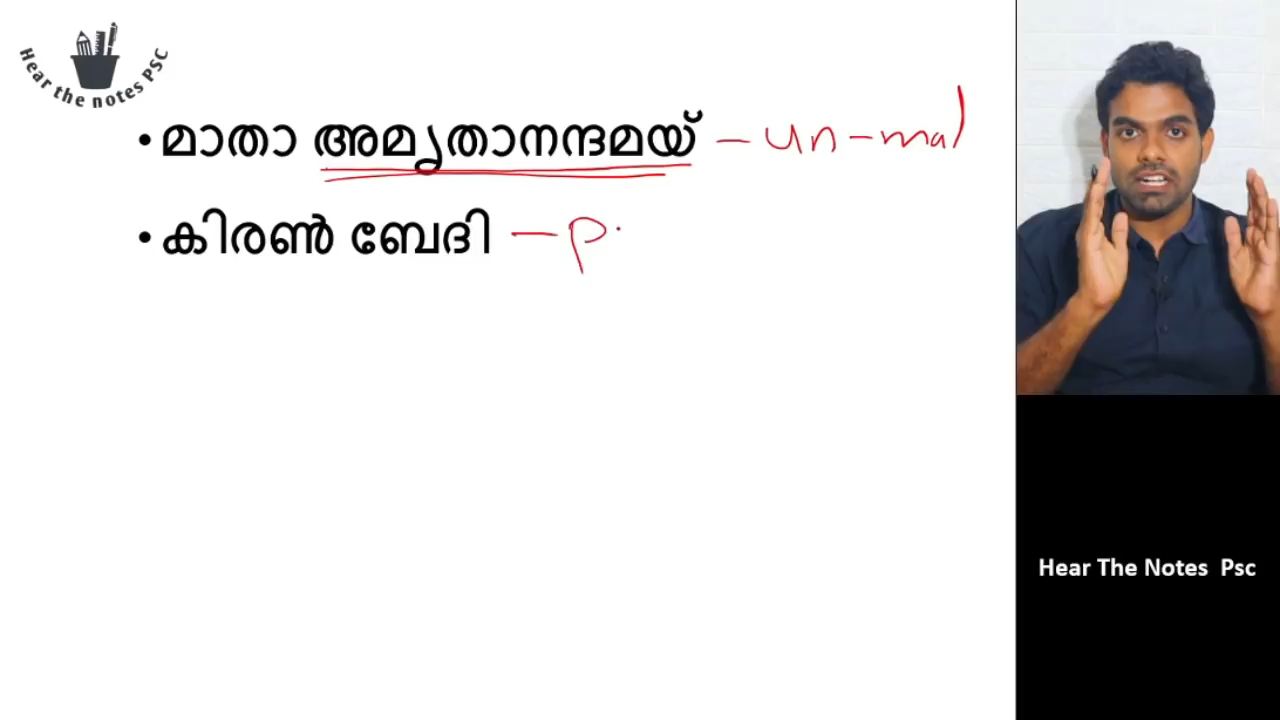 Hear the notes PSC
• മാതാ അമൃതാനന്ദമയ് – un – mal
• കിരൺ ബേദി – p.
Hear The Notes Psc